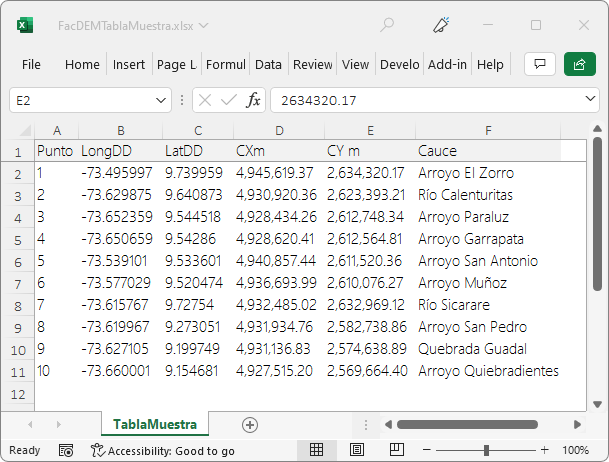 FacDEMTablaMuestra.xlsx
File Home Insert Page L Formul Data Review View Develo Add-in Help
E2 fx 2634320.17
A B C D E F
1 Punto LongDD LatDD CXm CY m Cauce
2 1 -73.495997 9.739959 4,945,619.37 2,634,320.17 Arroyo El Zorro
3 2 -73.629875 9.640873 4,930,920.36 2,623,393.21 Río Calenturitas
4 3 -73.652359 9.544518 4,928,434.26 2,612,748.34 Arroyo Paraluz
5 4 -73.650659 9.54286 4,928,620.41 2,612,564.81 Arroyo Garrapata
6 5 -73.539101 9.533601 4,940,857.44 2,611,520.36 Arroyo San Antonio
7 6 -73.577029 9.520474 4,936,693.99 2,610,076.27 Arroyo Muñoz
8 7 -73.615767 9.72754 4,932,485.02 2,632,969.12 Río Sicarare
9 8 -73.619967 9.273051 4,931,934.76 2,582,738.86 Arroyo San Pedro
10 9 -73.627105 9.199749 4,931,136.83 2,574,638.89 Quebrada Guadal
11 10 -73.660001 9.154681 4,927,515.20 2,569,664.40 Arroyo Quiebradientes
12
TablaMuestra
Ready Accessibility: Good to go 100%